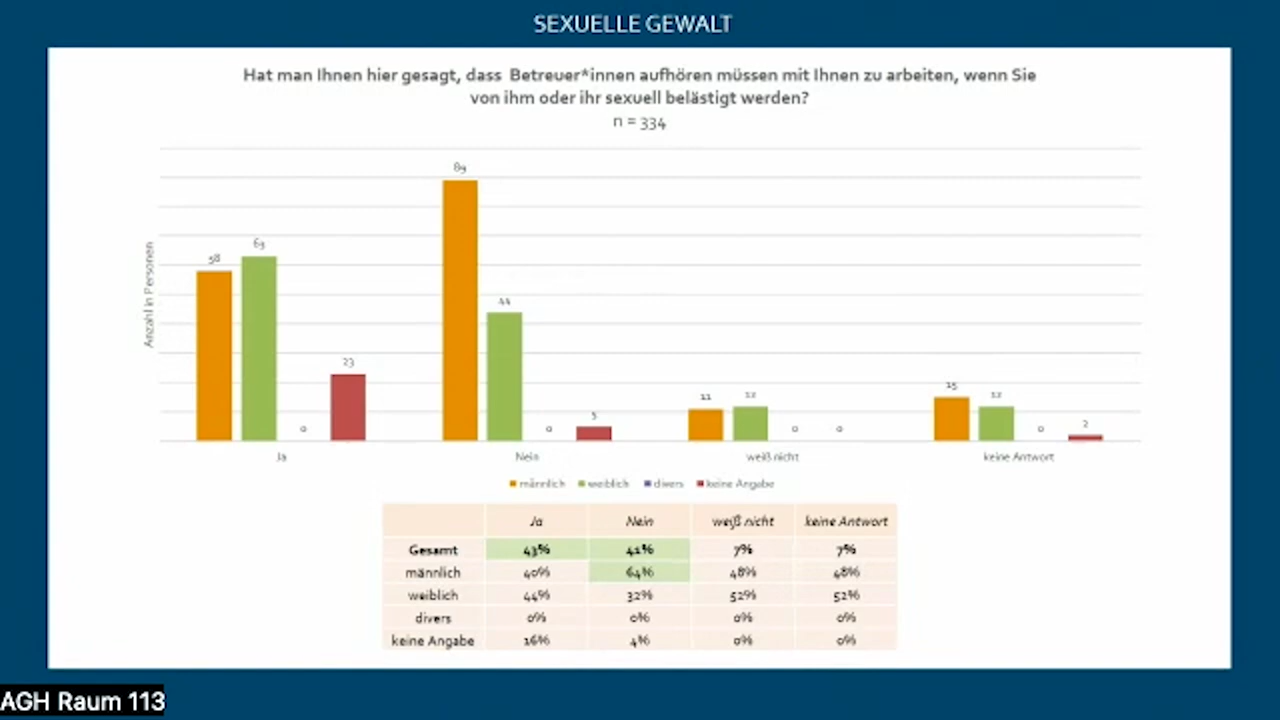 SEXUELLE GEWALT
Hat man Ihnen hier gesagt, dass Betreuer*innen aufhören müssen mit Ihnen zu arbeiten, wenn Sie
von ihm oder ihr sexuell belästigt werden?
n = 334
Anzahl in Personen
58 63 0 23
89 44 0 5
11 12 0 0
15 12 0 2
Ja Nein weiß nicht keine Antwort
männlich weiblich divers keine Angabe
Ja Nein weiß nicht keine Antwort
Gesamt 43% 41% 7% 7%
männlich 40% 64% 48% 48%
weiblich 44% 32% 52% 52%
divers 0% 0% 0% 0%
keine Angabe 16% 4% 0% 0%
AGH Raum 113